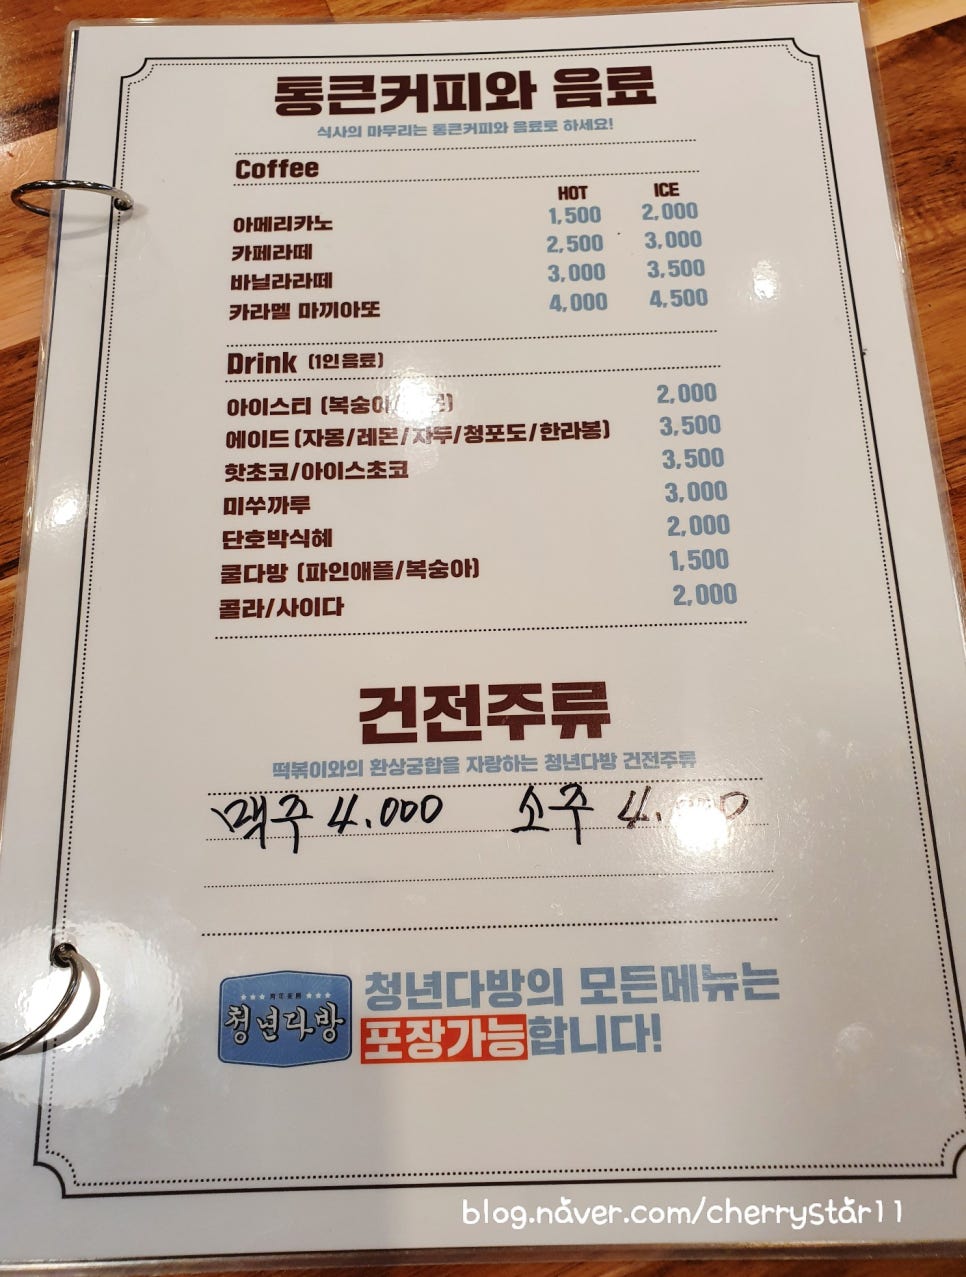 통큰커피와 음료
식사의 마무리는 통큰커피와 음료로 하세요!
Coffee
HOT ICE
아메리카노 1,500 2,000
카페라떼 2,500 3,000
바닐라라떼 3,000 3,500
카라멜 마끼아또 4,000 4,500
Drink (1인음료)
아이스티 2,000
에이드(자몽/레몬/자두/청포도/한라봉) 3,500
핫초코/아이스초코 3,500
미쑤까루 3,000
단호박식혜 2,000
쿨다방 (파인애플/복숭아) 1,500
콜라/사이다 2,000
건전주류
떡볶이와의 환상궁합을 자랑하는 청년다방 건전주류
맥주 4.000 소주
청년다방
청년다방의 모든메뉴는
포장가능합니다!
blog.naver.com/cherrystar11